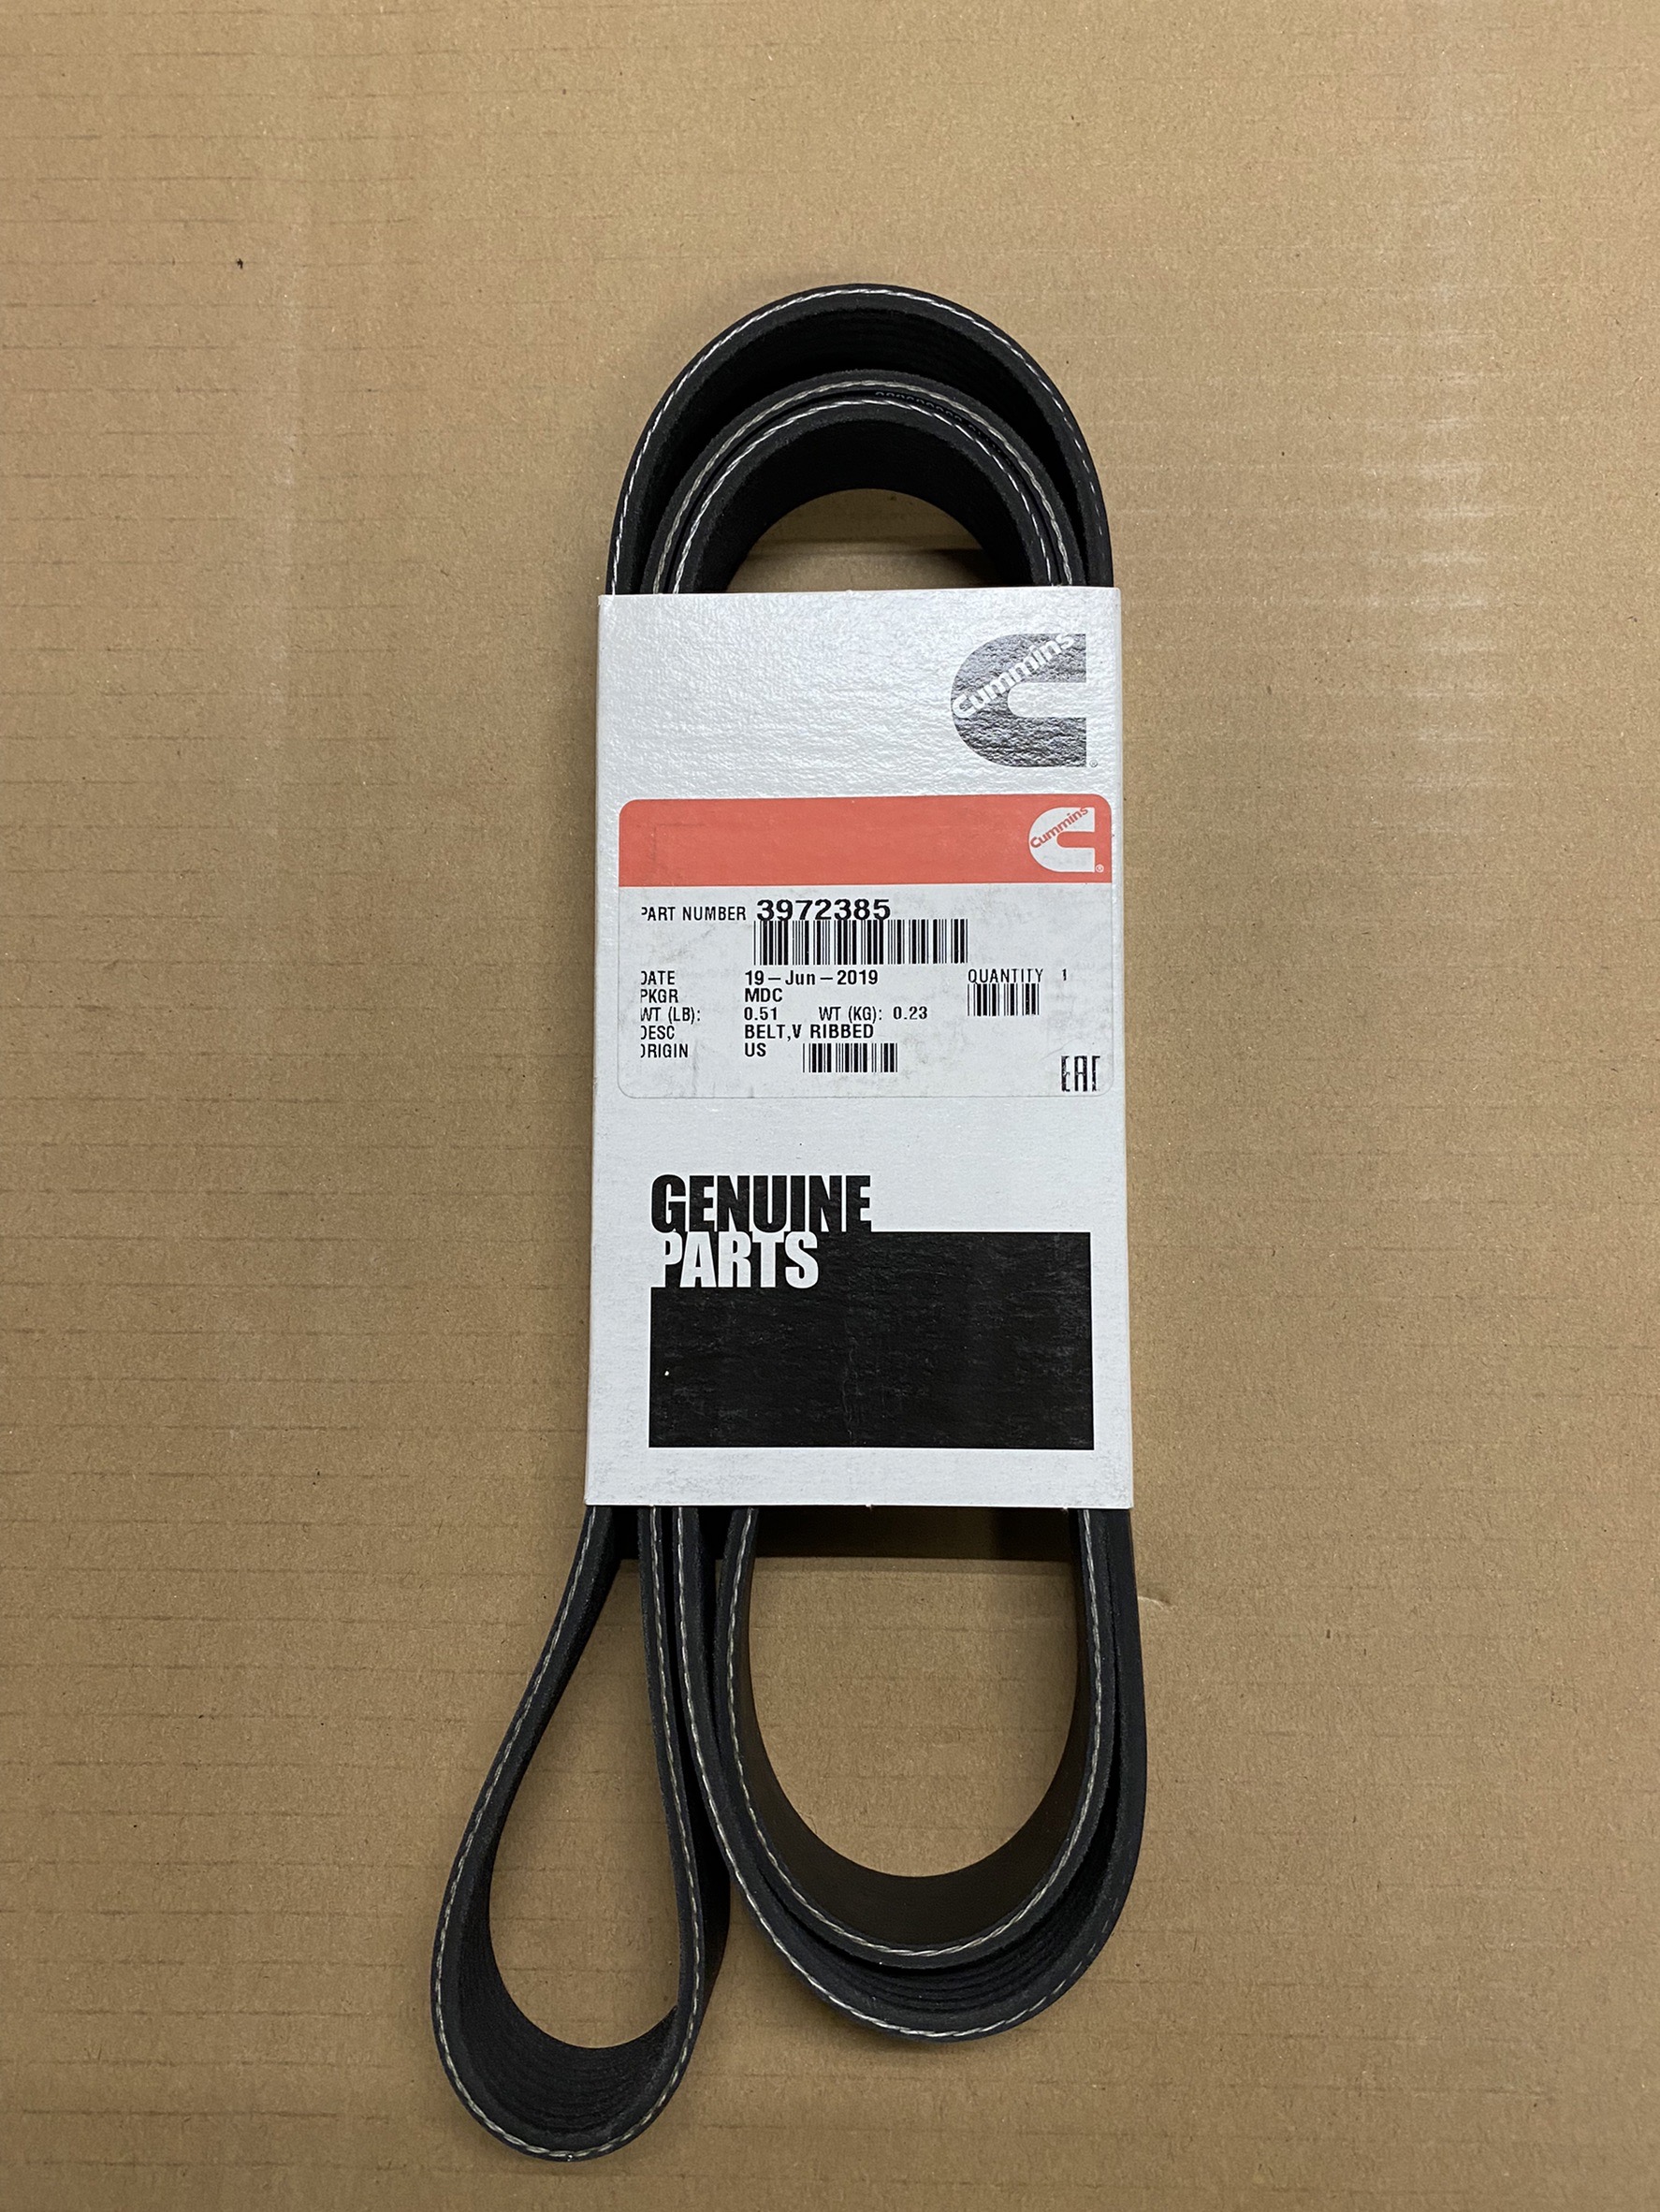 Cummins
®
Cummins
®
PART NUMBER 3972385
DATE 19-Jun-2019 QUANTITY 1
PKGR MDC
WT (LB): 0.51 WT (KG): 0.23
DESC BELT,V RIBBED
ORIGIN US
EAC
GENUINE
PARTS